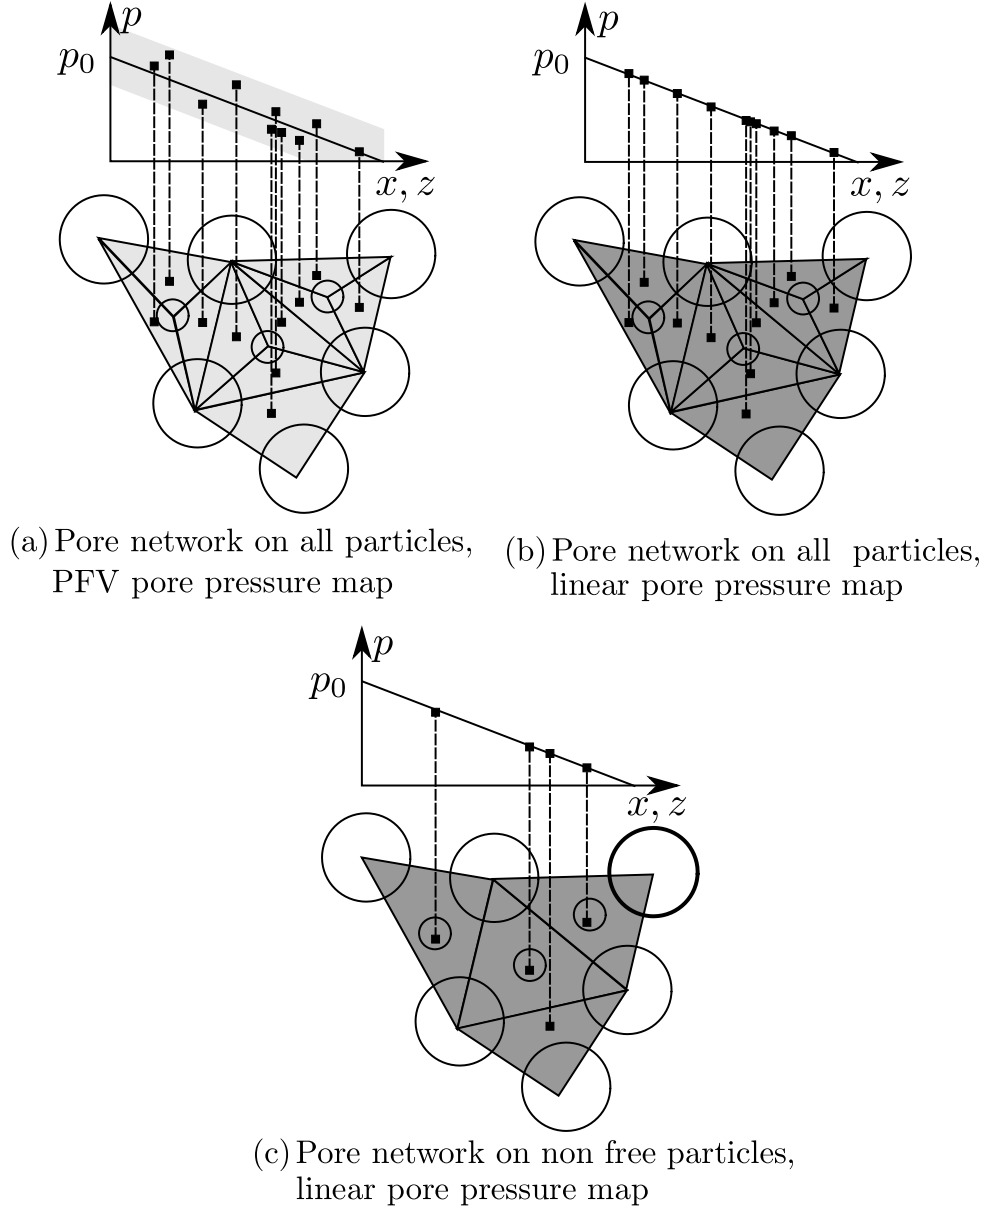 p
p
p₀
p₀
x, z
x, z
(a) Pore network on all particles,
PFV pore pressure map
(b) Pore network on all particles,
linear pore pressure map
p
p₀
x, z
(c) Pore network on non free particles,
linear pore pressure map